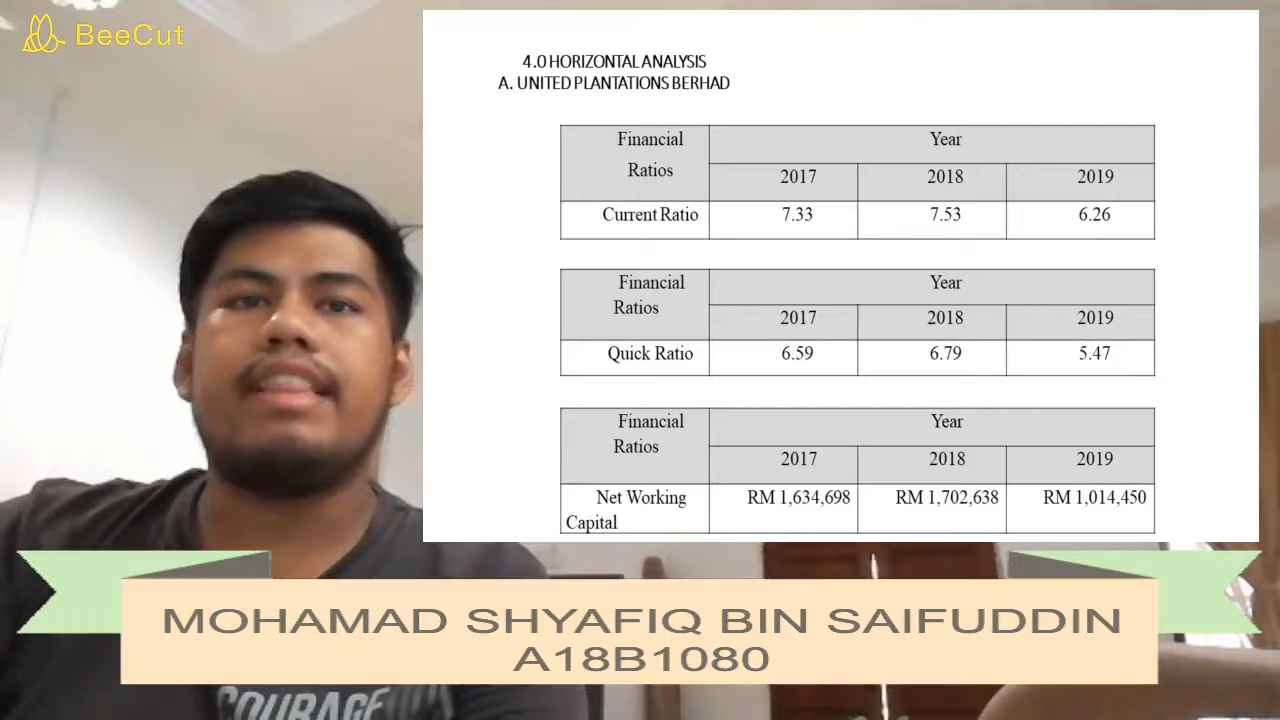 BeeCut
4.0 HORIZONTAL ANALYSIS
A. UNITED PLANTATIONS BERHAD
Financial Ratios Year
2017 2018 2019
Current Ratio 7.33 7.53 6.26
Financial Ratios Year
2017 2018 2019
Quick Ratio 6.59 6.79 5.47
Financial Ratios Year
2017 2018 2019
Net Working Capital RM 1,634,698 RM 1,702,638 RM 1,014,450
MOHAMAD SHYAFIQ BIN SAIFUDDIN
A18B1080
COURAGE